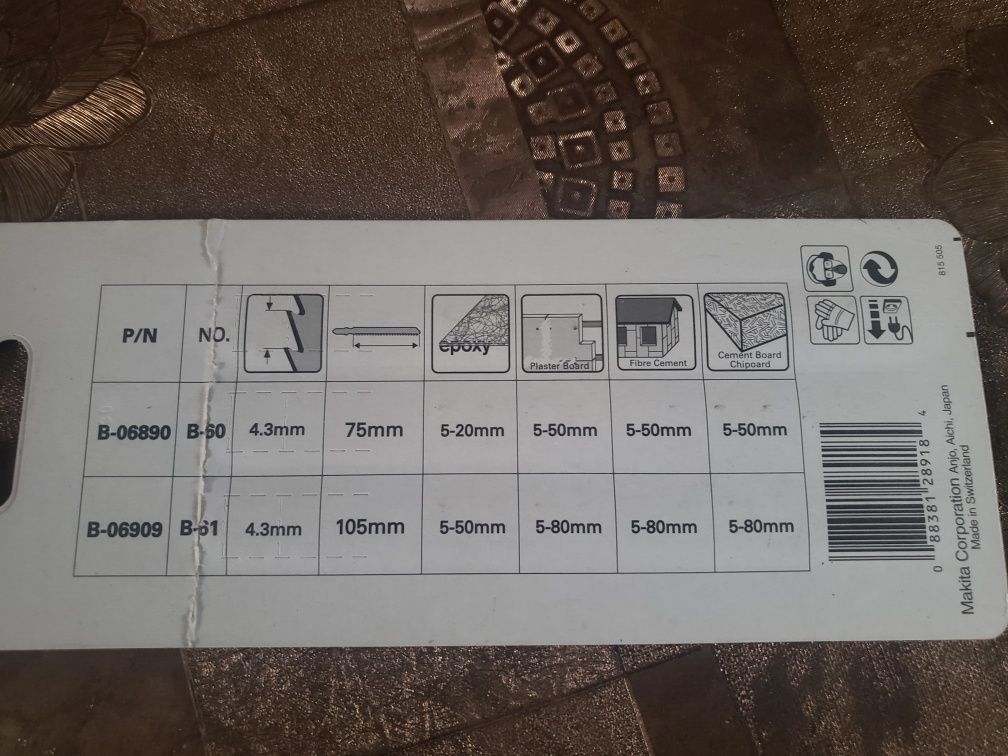 815 505
P/N NO. epoxy Plaster Board Fibre Cement Cement Board Chipoard
B-06890 B-60 4.3mm 75mm 5-20mm 5-50mm 5-50mm 5-50mm
B-06909 B-61 4.3mm 105mm 5-50mm 5-80mm 5-80mm 5-80mm
0 88381 28918 4
Makita Corporation Anjo, Aichi, Japan
Made in Switzerland